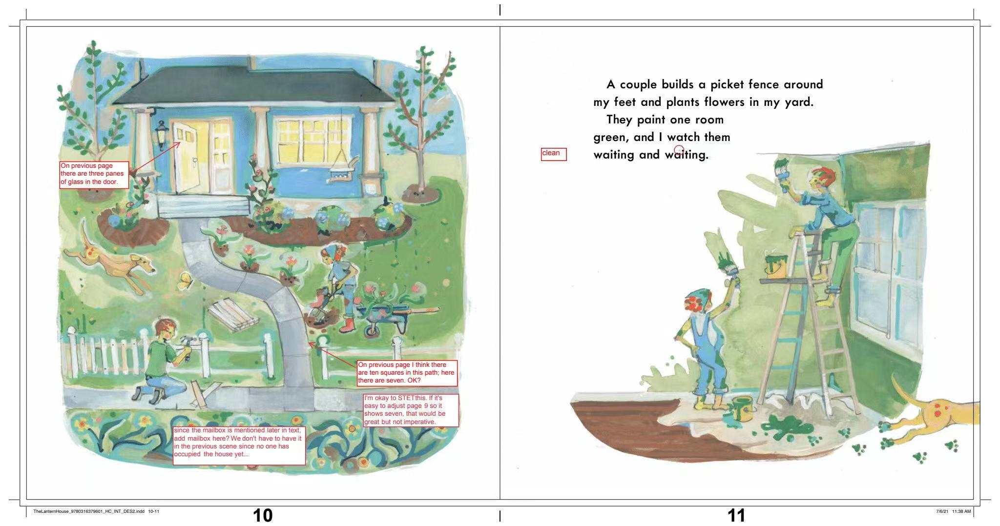 On previous page
there are three panes
of glass in the door.
On previous page I think there
are ten squares in this path; here
there are seven. OK?
I'm okay to STETthis. If it's
easy to adjust page 9 so it
shows seven, that would be
great but not imperative.
since the mailbox is mentioned later in text,
add mailbox here? We don't have to have it
in the previous scene since no one has
occupied the house yet...
A couple builds a picket fence around
my feet and plants flowers in my yard.
They paint one room
green, and I watch them
waiting and waiting.
clean
TheLanternHouse_9780316379601_HC_INT_DES2.indd 10-11
10
11
7/6/21 11:38 AM